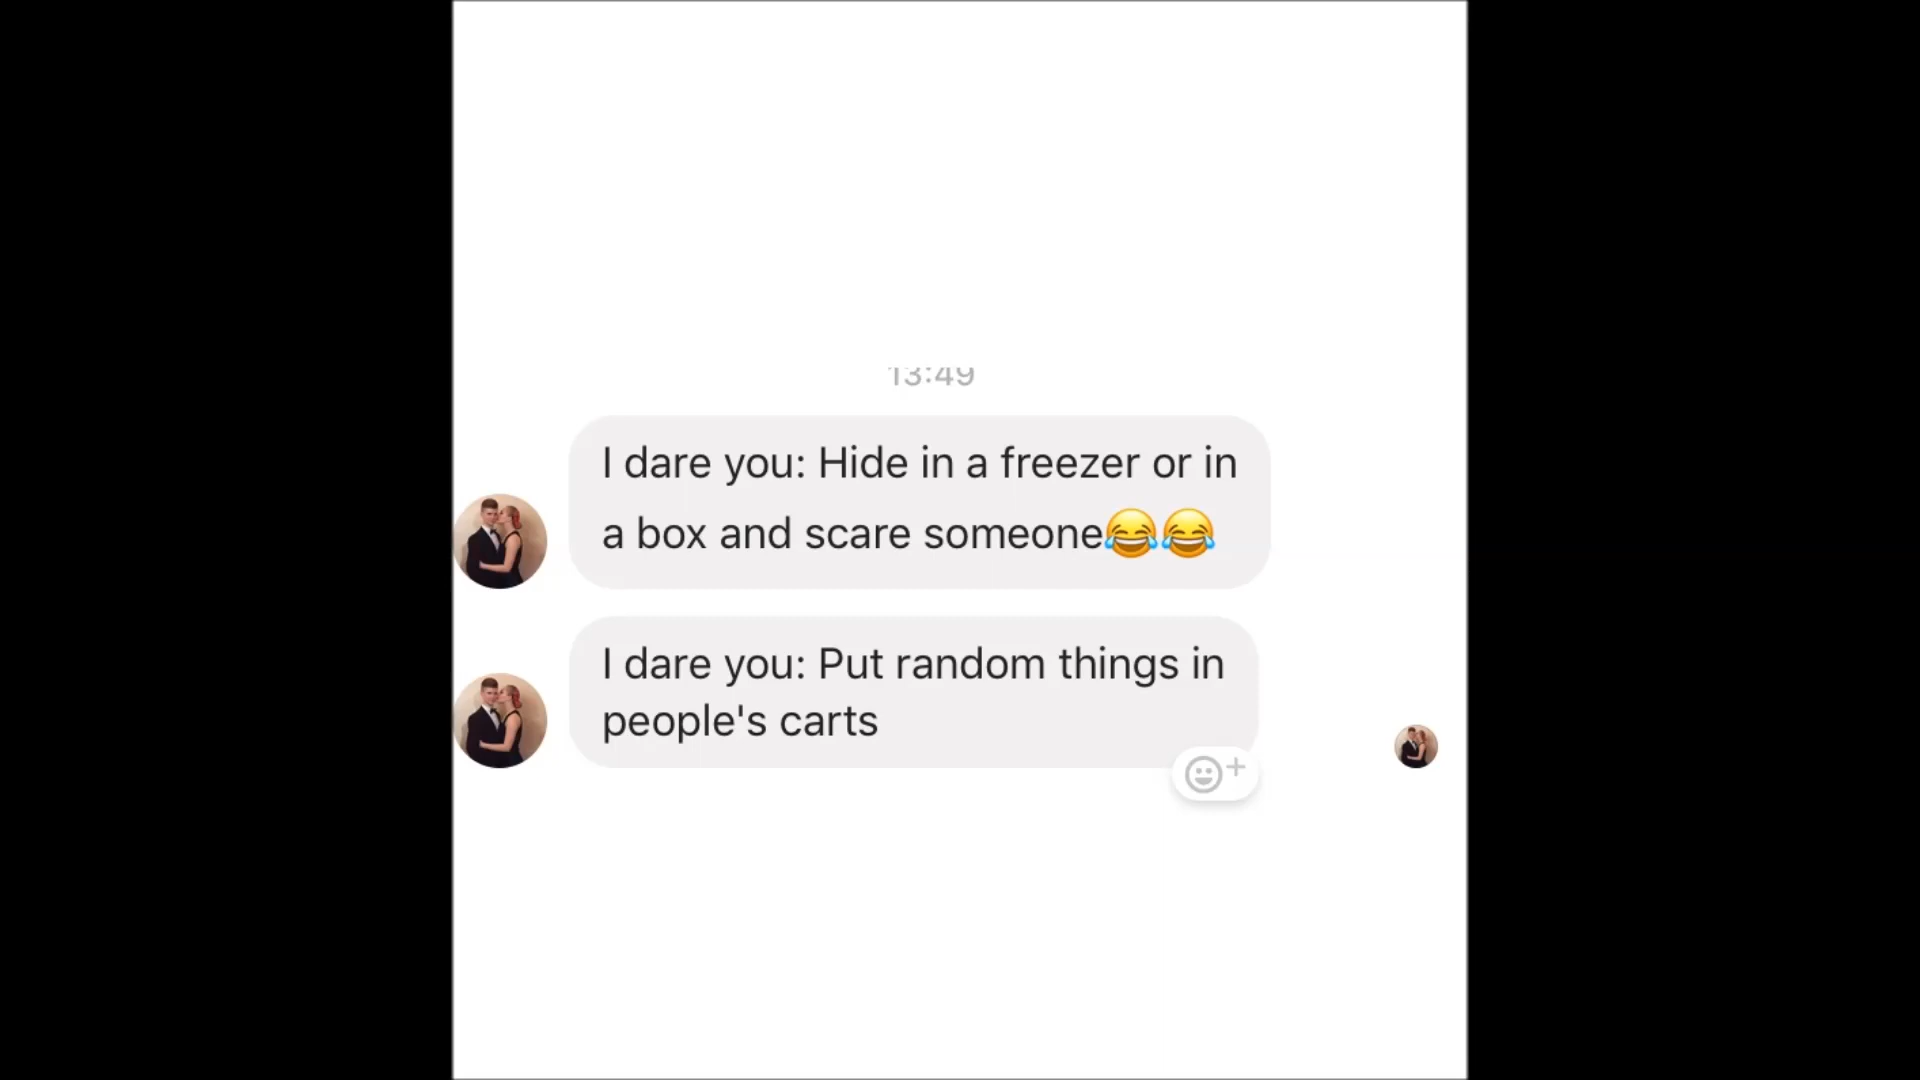 13:49
I dare you: Hide in a freezer or in
a box and scare someone😂😂
I dare you: Put random things in
people's carts